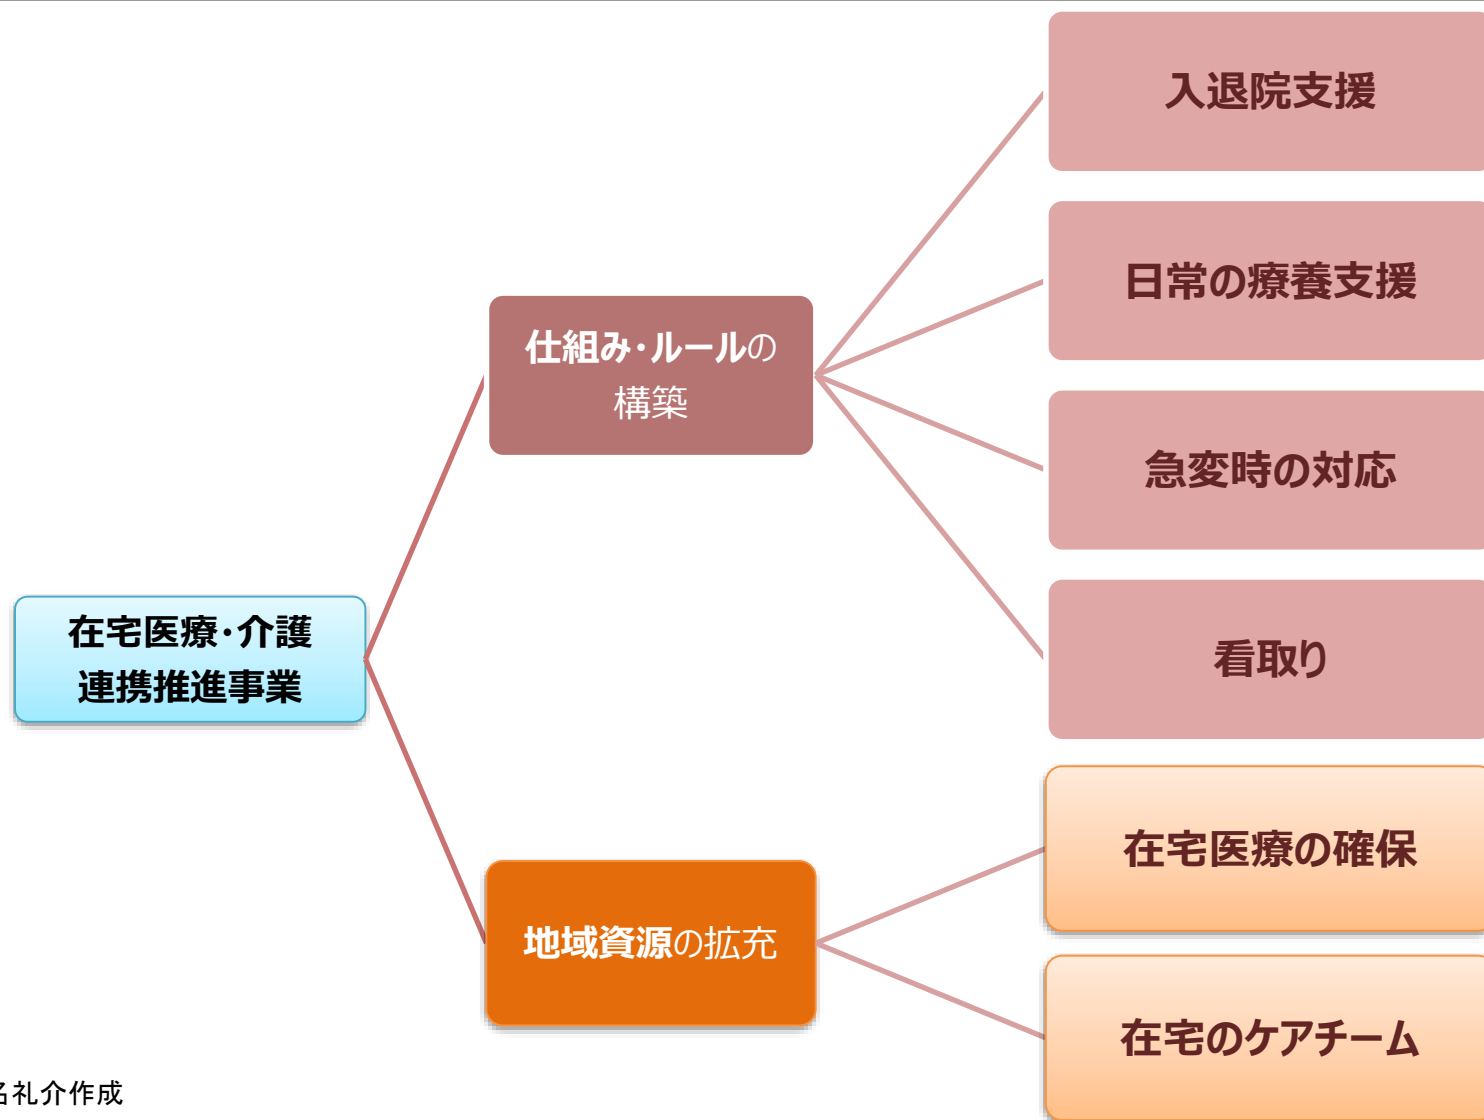 入退院支援
日常の療養支援
仕組み・ルールの
構築
急変時の対応
在宅医療・介護
連携推進事業
看取り
在宅医療の確保
地域資源の拡充
在宅のケアチーム
名礼介作成